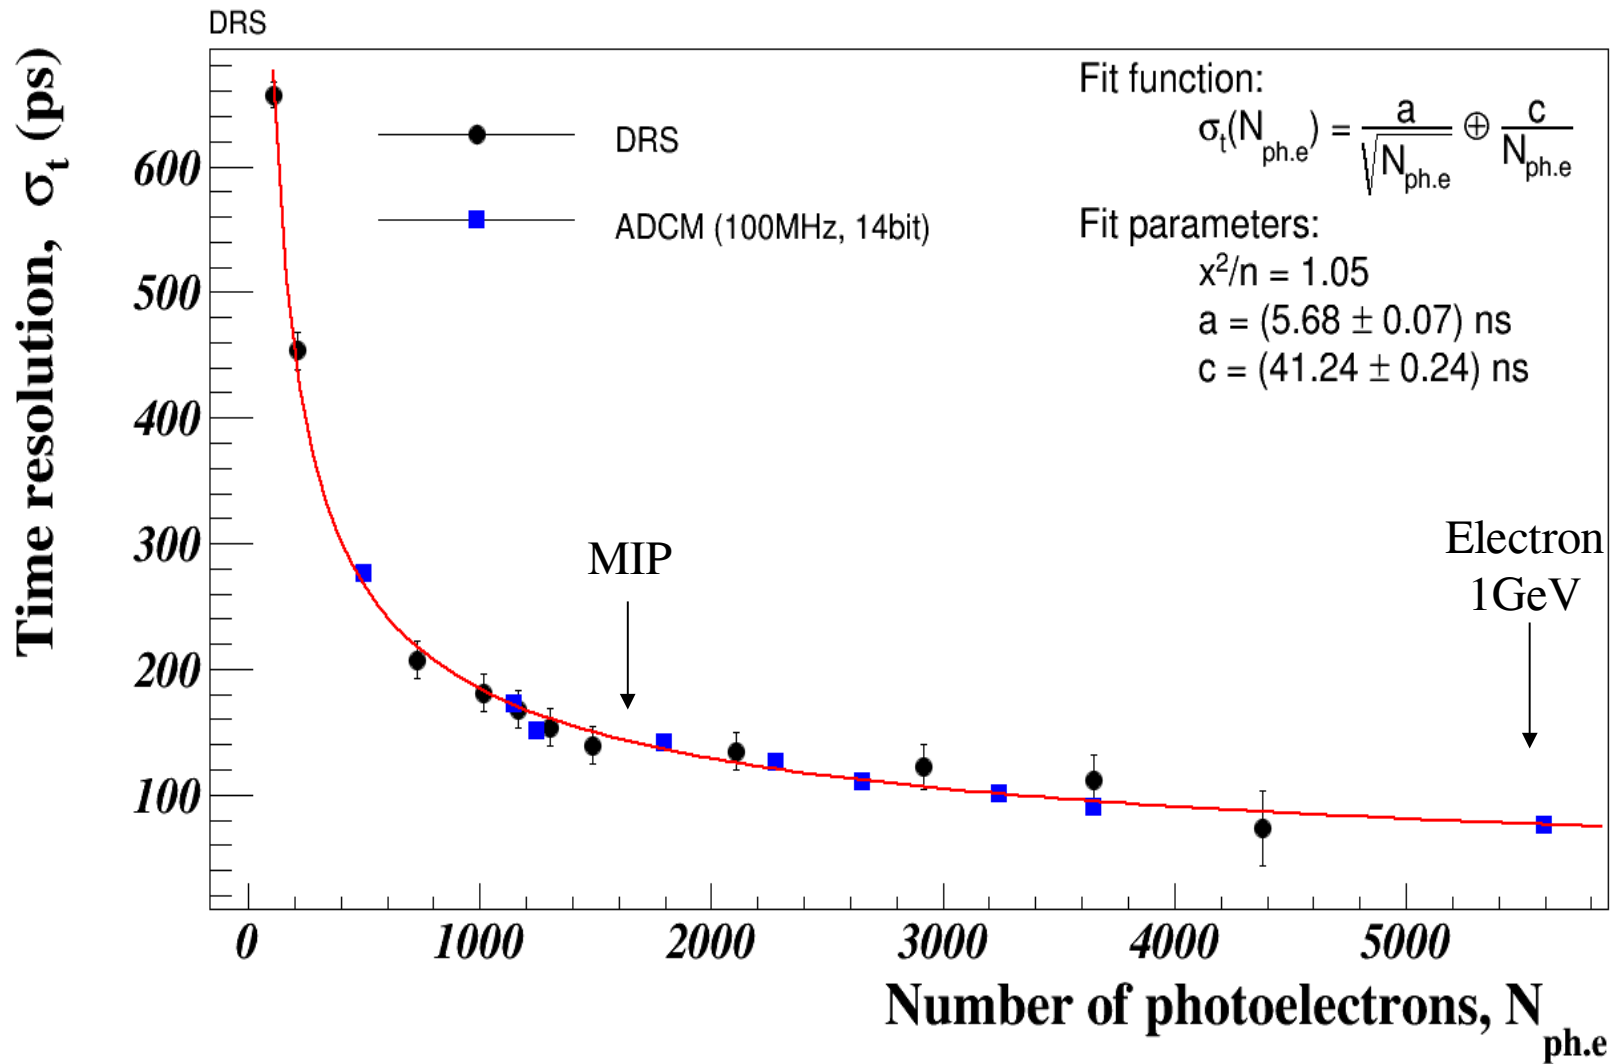 DRS
Time resolution, σt (ps)
600
500
400
300
200
100
DRS
ADCM (100MHz, 14bit)
Fit function:
σt(Nph.e) = a/√Nph.e ⊕ c/Nph.e
Fit parameters:
x²/n = 1.05
a = (5.68 ± 0.07) ns
c = (41.24 ± 0.24) ns
MIP
Electron
1GeV
0 1000 2000 3000 4000 5000
Number of photoelectrons, Nph.e